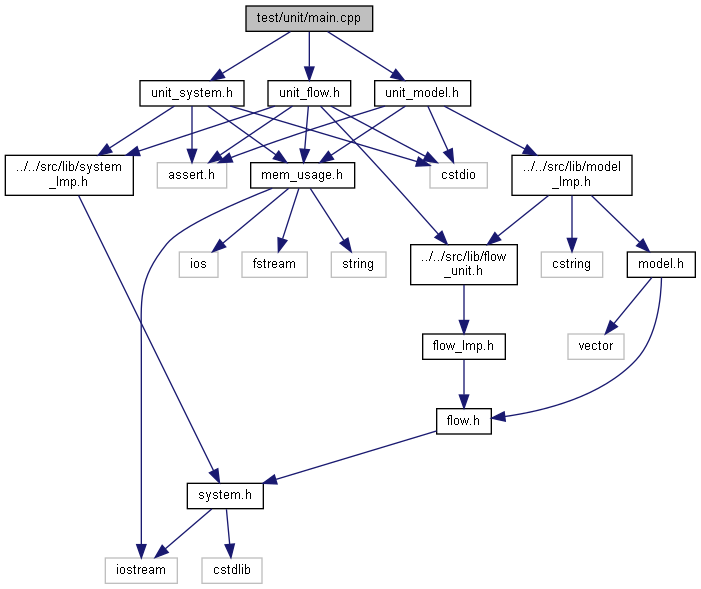 test/unit/main.cpp
unit_system.h
unit_flow.h
unit_model.h
../../src/lib/system
_Imp.h
assert.h
mem_usage.h
cstdio
../../src/lib/model
_Imp.h
ios
fstream
string
../../src/lib/flow
_unit.h
cstring
model.h
flow_Imp.h
vector
flow.h
system.h
iostream
cstdlib